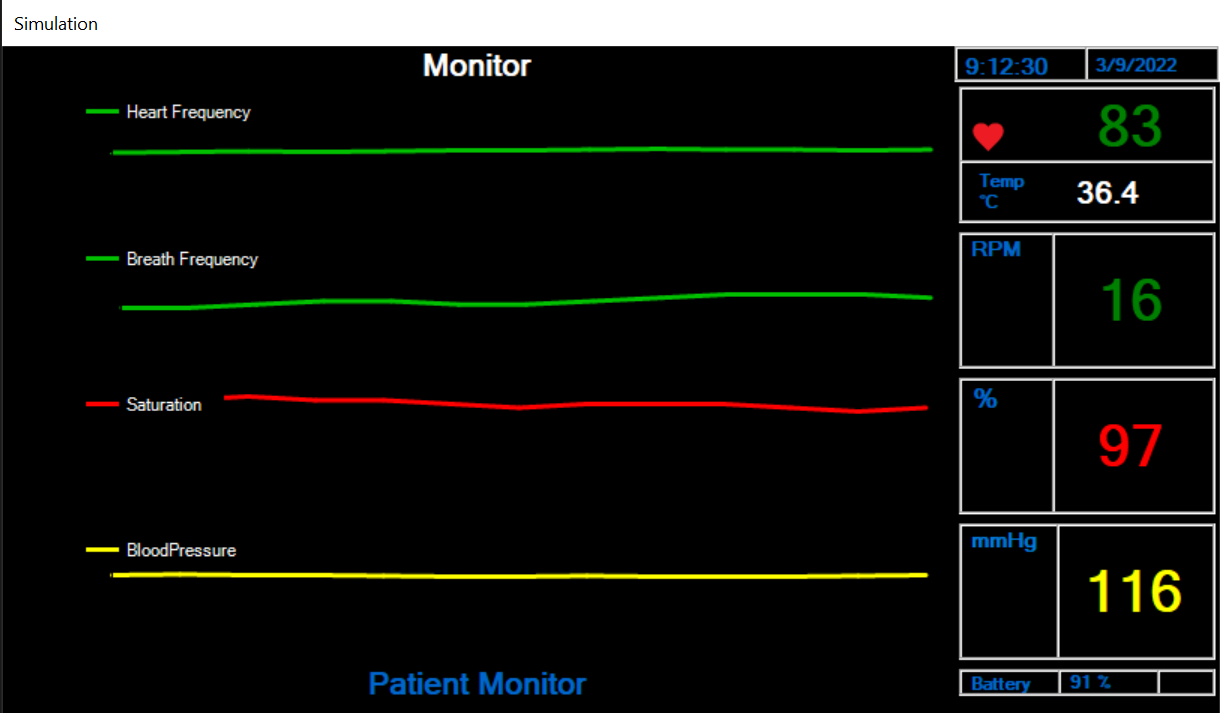 Simulation
Monitor
9:12:30
3/9/2022
Heart Frequency
83
Temp
°C
36.4
Breath Frequency
RPM
16
Saturation
%
97
BloodPressure
mmHg
116
Patient Monitor
Battery
91 %